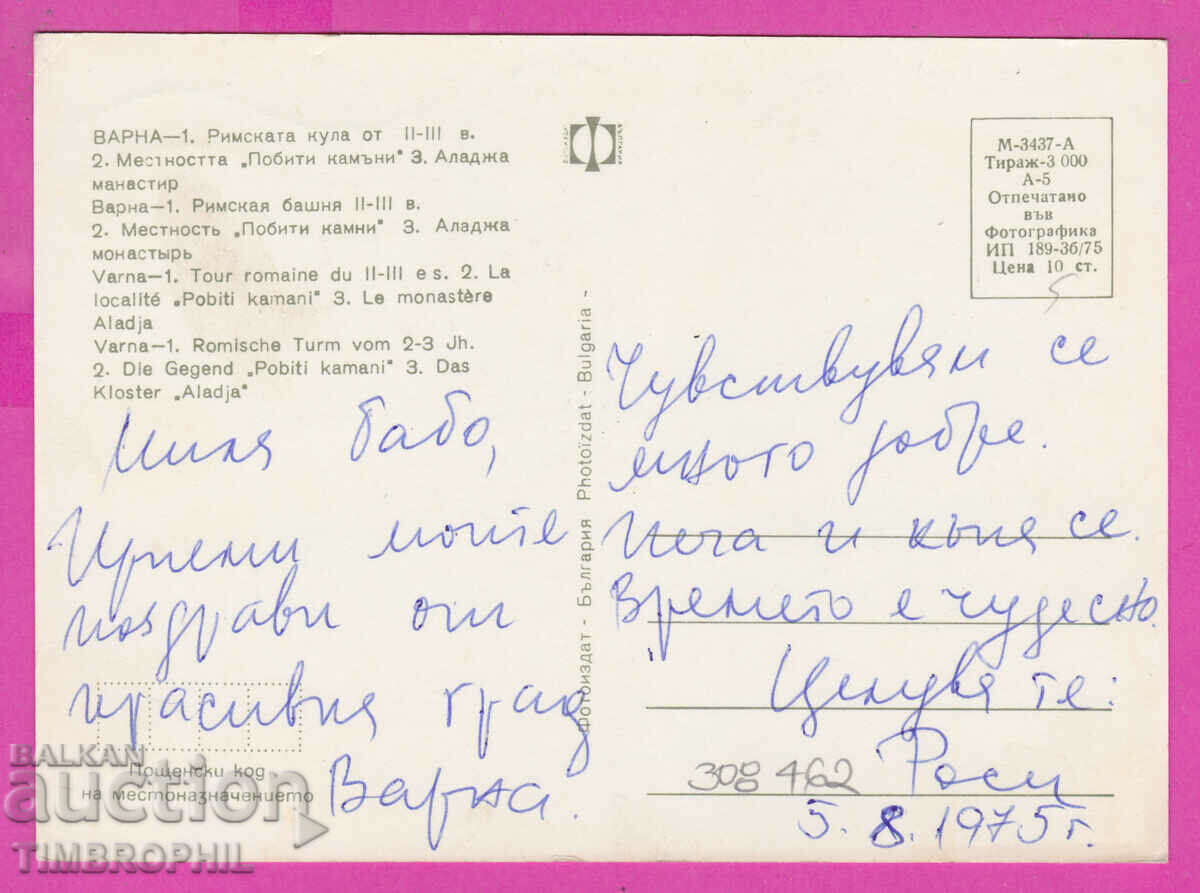 ВАРНА—1. Римската кула от II-III в.
2. Местността „Побити камъни" 3. Аладжа
манастир
Варна—1. Римская башня II-III в.
2. Местность „Побити камни" 3. Аладжа
монастырь
Varna—1. Tour romaine du II-III e s. 2. La
localité „Pobiti kamani" 3. Le monastère
Aladja
Varna—1. Romische Turm vom 2-3 Jh.
2. Die Gegend „Pobiti kamani" 3. Das
Kloster „Aladja"
Мила бабо,
Приеми моите
поздрави от
красивия град
Варна.
Пощенски код
на местоназначението
Фотоиздат - България Photoïzdat - Bulgaria -
М-3437-А
Тираж-3 000
А-5
Отпечатано
във
Фотографика
ИП 189-36/75
Цена 10 ст.
5
Чувствувам се
много добре.
Пека и къпя се.
Времето е чудесно.
Целува те:
Роси
308 462
5. 8. 1975 г.
BALKAN
auction
TIMBROPHIL